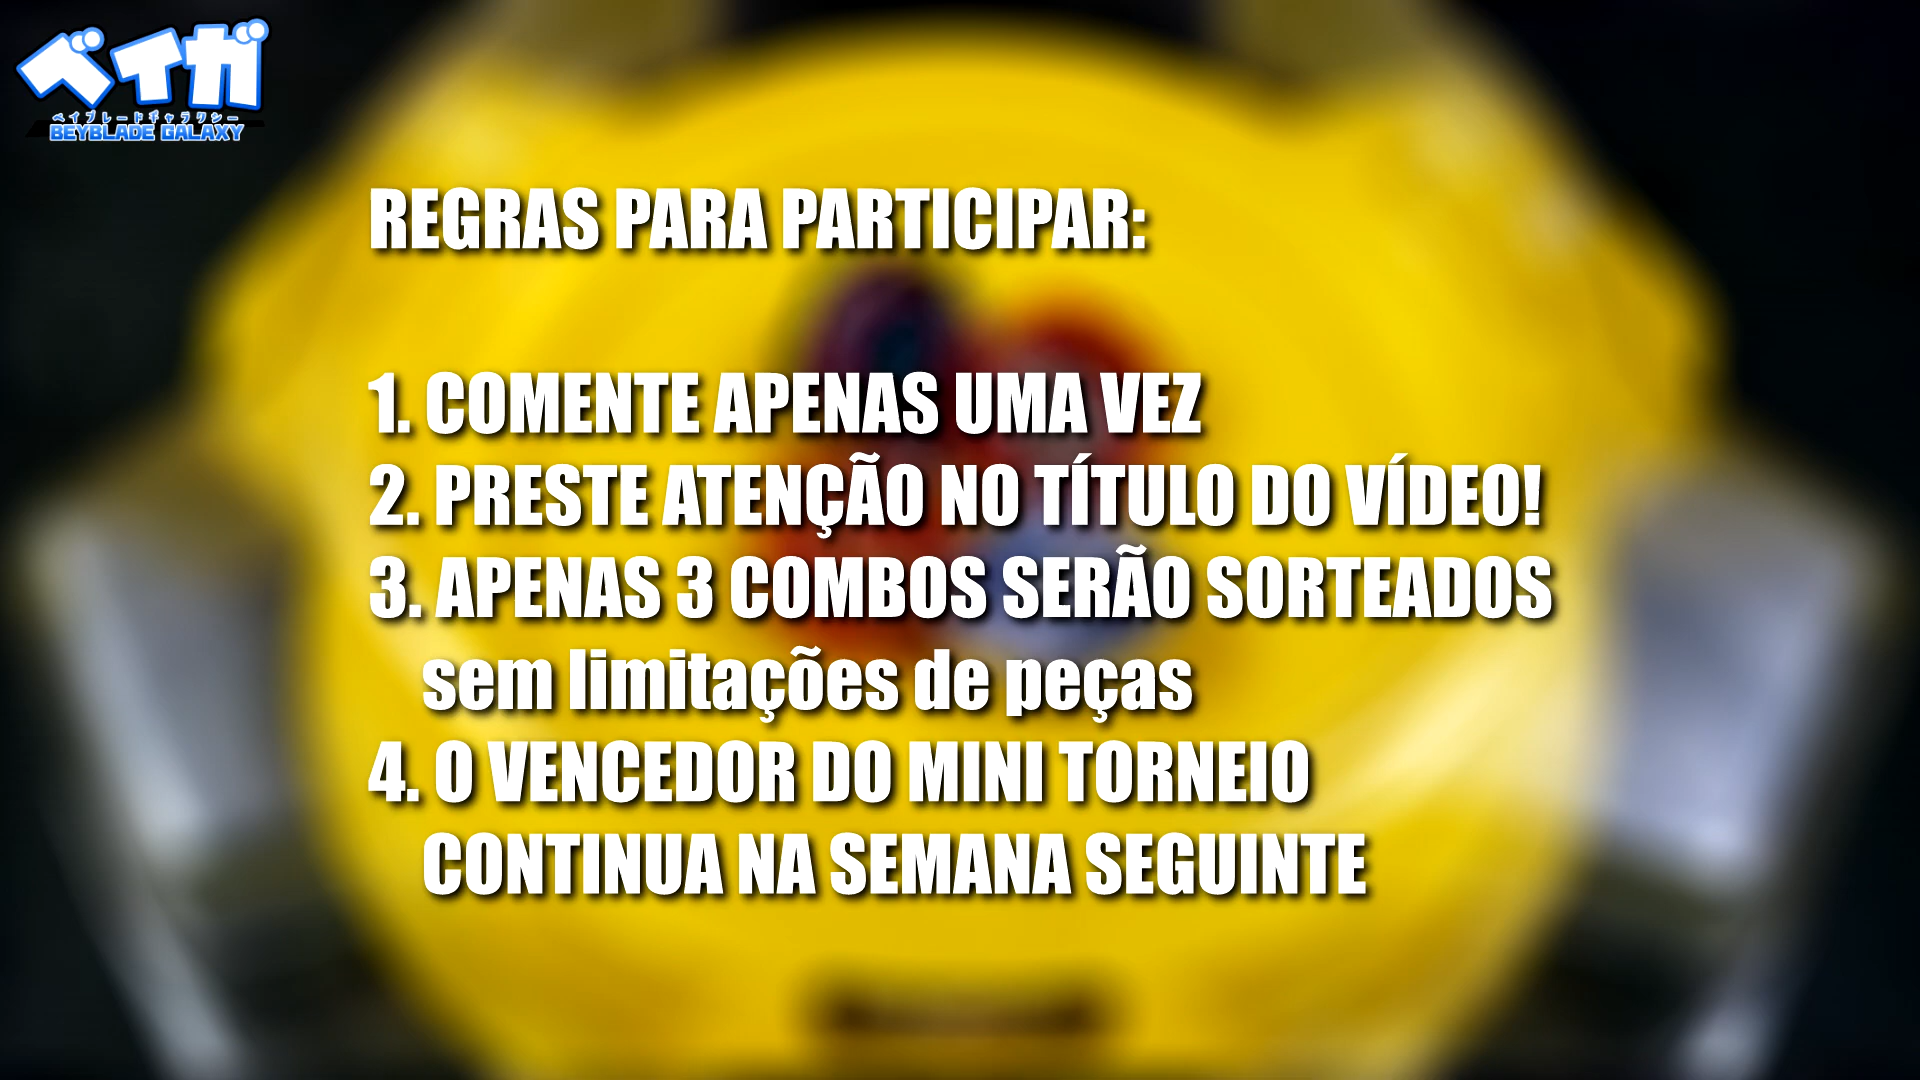 ベイガ
ベイブレードギャラクシー
BEYBLADE GALAXY
REGRAS PARA PARTICIPAR:
1. COMENTE APENAS UMA VEZ
2. PRESTE ATENÇÃO NO TÍTULO DO VÍDEO!
3. APENAS 3 COMBOS SERÃO SORTEADOS
sem limitações de peças
4. O VENCEDOR DO MINI TORNEIO
CONTINUA NA SEMANA SEGUINTE